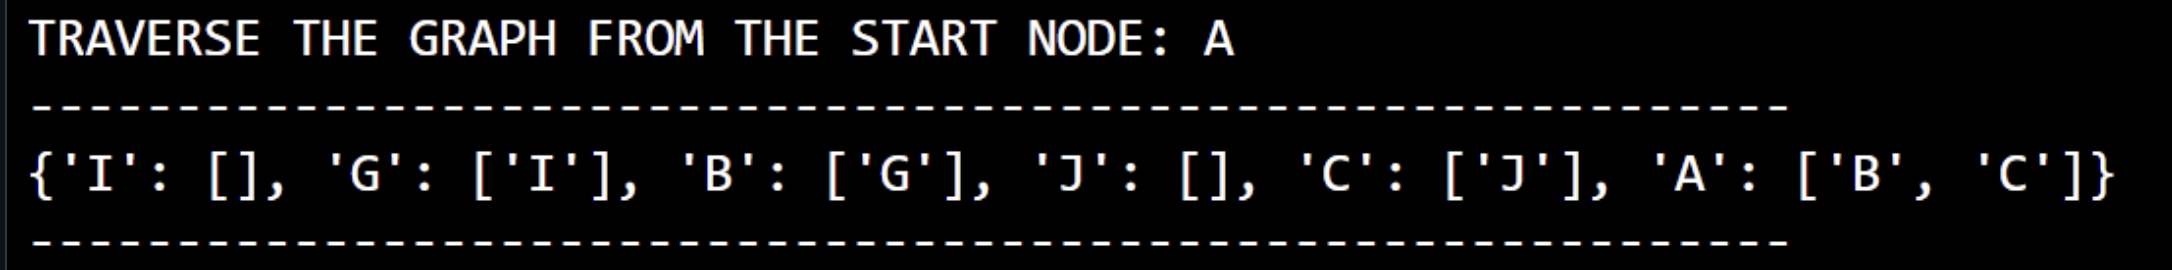 TRAVERSE THE GRAPH FROM THE START NODE: A
------------------------------------------------------------
{'I': [], 'G': ['I'], 'B': ['G'], 'J': [], 'C': ['J'], 'A': ['B', 'C']}
------------------------------------------------------------